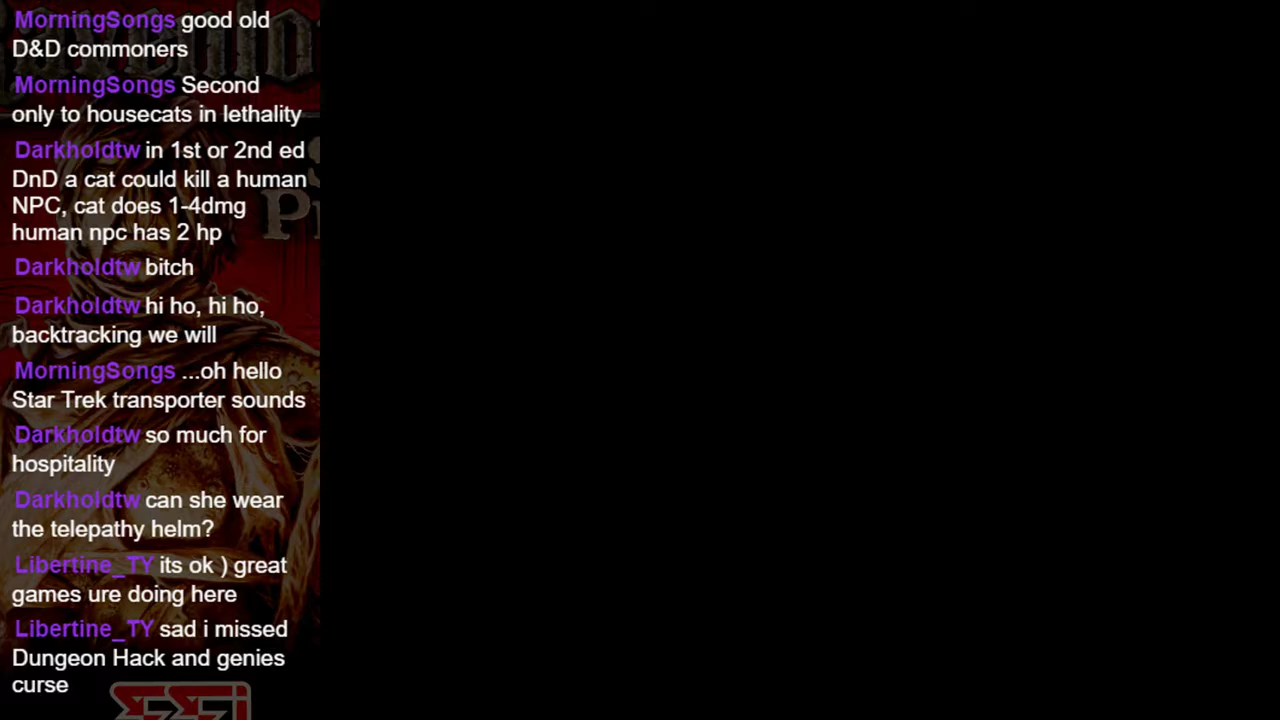 MorningSongs good old
D&D commoners
MorningSongs Second
only to housecats in lethality
Darkholdtw in 1st or 2nd ed
DnD a cat could kill a human
NPC, cat does 1-4dmg
human npc has 2 hp
Darkholdtw bitch
Darkholdtw hi ho, hi ho,
backtracking we will
MorningSongs ...oh hello
Star Trek transporter sounds
Darkholdtw so much for
hospitality
Darkholdtw can she wear
the telepathy helm?
Libertine_TY its ok ) great
games ure doing here
Libertine_TY sad i missed
Dungeon Hack and genies
curse